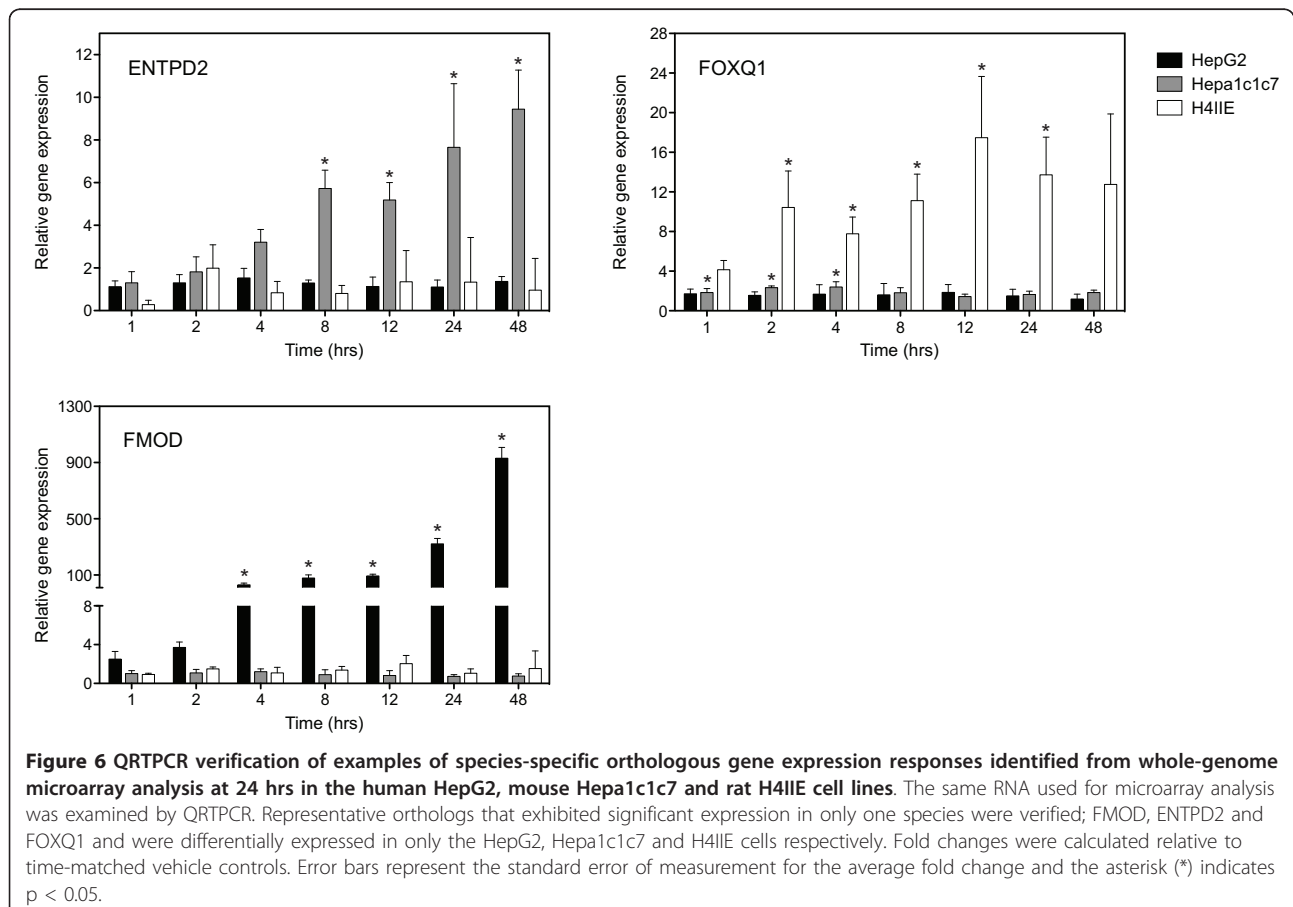 ENTPD2
Relative gene expression
12
10
8
6
4
2
0
* * * *
1 2 4 8 12 24 48
Time (hrs)
FOXQ1
Relative gene expression
28
24
20
16
12
8
4
0
* * * * * * * *
1 2 4 8 12 24 48
Time (hrs)
HepG2
Hepa1c1c7
H4IIE
FMOD
Relative gene expression
1300
900
500
100
8
4
0
* * * * *
1 2 4 8 12 24 48
Time (hrs)
Figure 6 QRTPCR verification of examples of species-specific orthologous gene expression responses identified from whole-genome
microarray analysis at 24 hrs in the human HepG2, mouse Hepa1c1c7 and rat H4IIE cell lines. The same RNA used for microarray analysis
was examined by QRTPCR. Representative orthologs that exhibited significant expression in only one species were verified; FMOD, ENTPD2 and
FOXQ1 and were differentially expressed in only the HepG2, Hepa1c1c7 and H4IIE cells respectively. Fold changes were calculated relative to
time-matched vehicle controls. Error bars represent the standard error of measurement for the average fold change and the asterisk (*) indicates
p < 0.05.